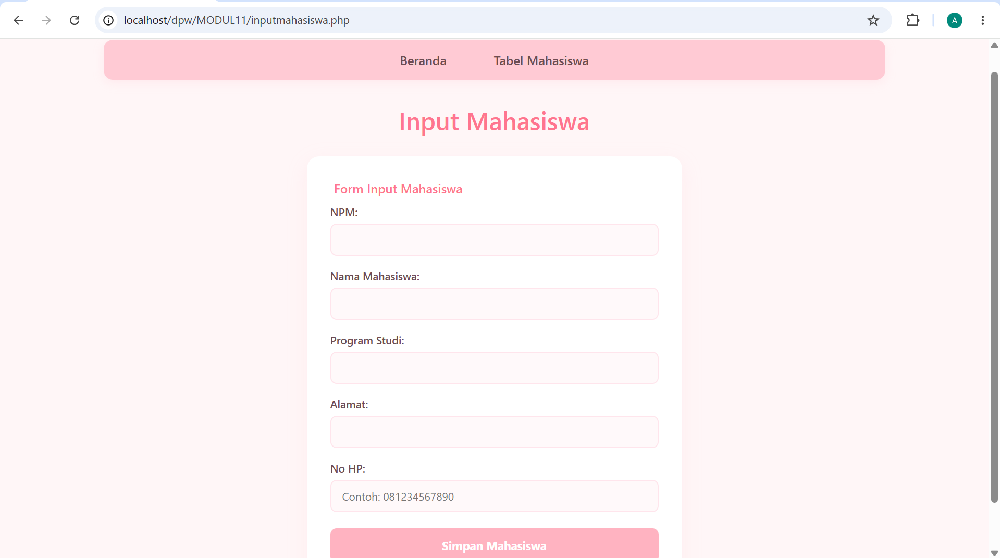 localhost/dpw/MODUL11/inputmahasiswa.php
A
Beranda Tabel Mahasiswa
Input Mahasiswa
Form Input Mahasiswa
NPM:
Nama Mahasiswa:
Program Studi:
Alamat:
No HP:
Contoh: 081234567890
Simpan Mahasiswa